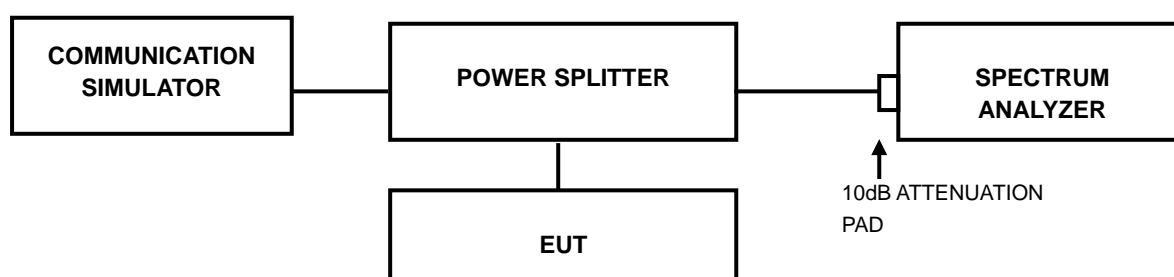 COMMUNICATION
SIMULATOR
POWER SPLITTER
SPECTRUM
ANALYZER
10dB ATTENUATION
PAD
EUT